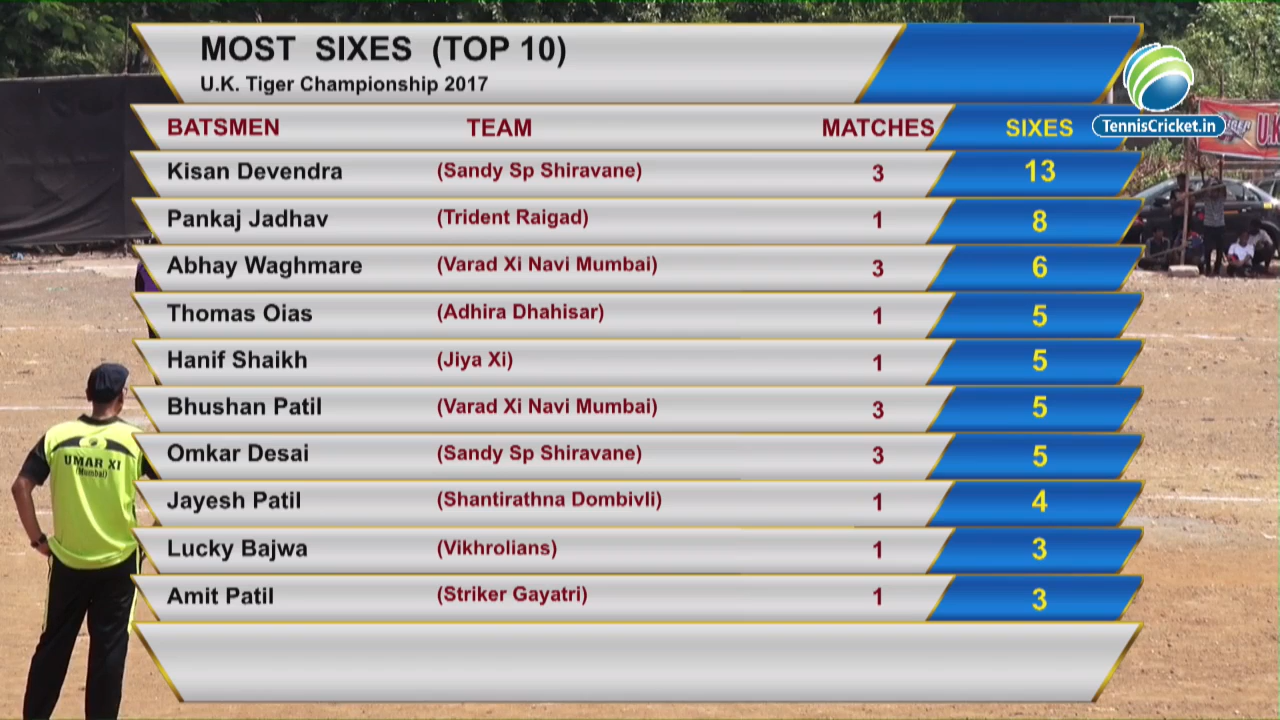 MOST SIXES (TOP 10)
U.K. Tiger Championship 2017
TennisCricket.in
BATSMEN TEAM MATCHES SIXES
Kisan Devendra (Sandy Sp Shiravane) 3 13
Pankaj Jadhav (Trident Raigad) 1 8
Abhay Waghmare (Varad Xi Navi Mumbai) 3 6
Thomas Oias (Adhira Dhahisar) 1 5
Hanif Shaikh (Jiya Xi) 1 5
Bhushan Patil (Varad Xi Navi Mumbai) 3 5
Omkar Desai (Sandy Sp Shiravane) 3 5
Jayesh Patil (Shantirathna Dombivli) 1 4
Lucky Bajwa (Vikhrolians) 1 3
Amit Patil (Striker Gayatri) 1 3
UMAR XI
(Mumbai)